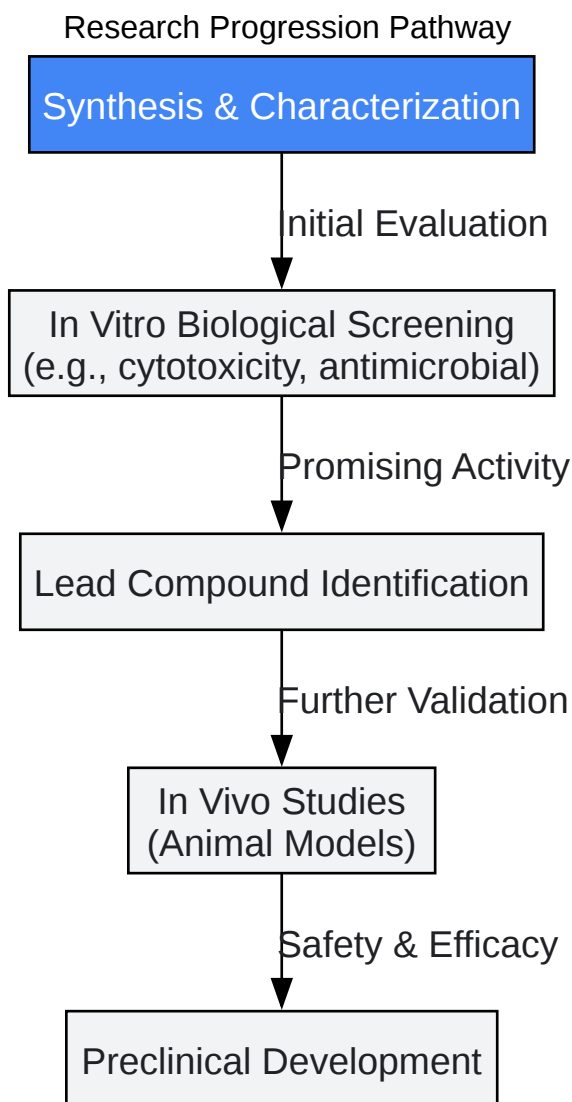 Research Progression Pathway
Synthesis & Characterization
Initial Evaluation
In Vitro Biological Screening
(e.g., cytotoxicity, antimicrobial)
Promising Activity
Lead Compound Identification
Further Validation
In Vivo Studies
(Animal Models)
Safety & Efficacy
Preclinical Development